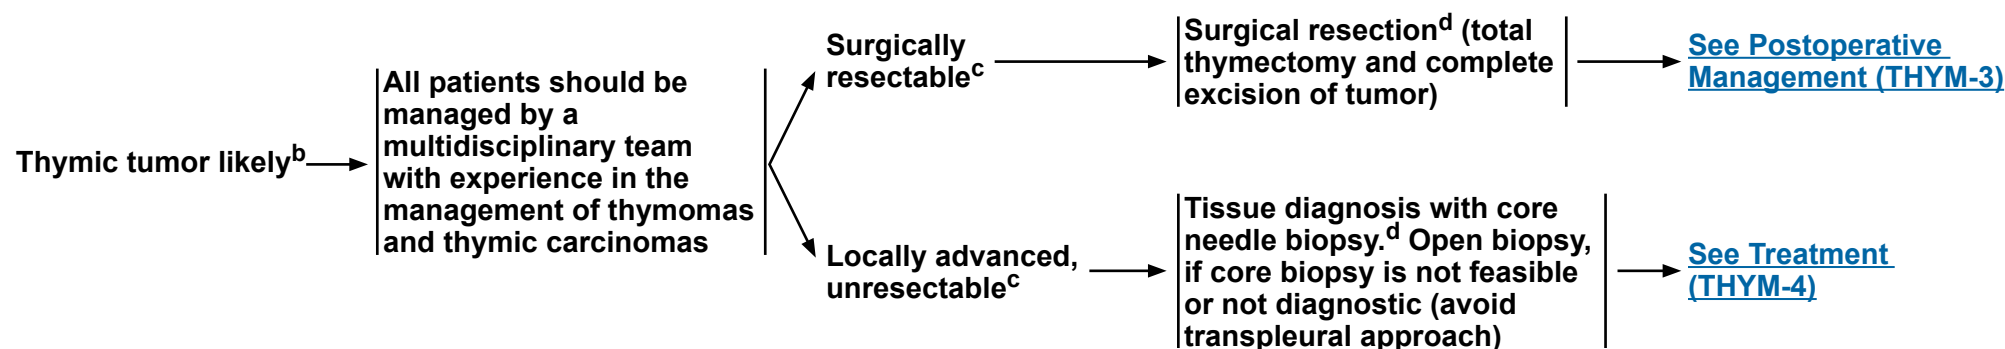 Thymic tumor likelyb
All patients should be
managed by a
multidisciplinary team
with experience in the
management of thymomas
and thymic carcinomas
Surgically
resectablec
Surgical resectiond (total
thymectomy and complete
excision of tumor)
See Postoperative
Management (THYM-3)
Locally advanced,
unresectablec
Tissue diagnosis with core
needle biopsy.d Open biopsy,
if core biopsy is not feasible
or not diagnostic (avoid
transpleural approach)
See Treatment
(THYM-4)